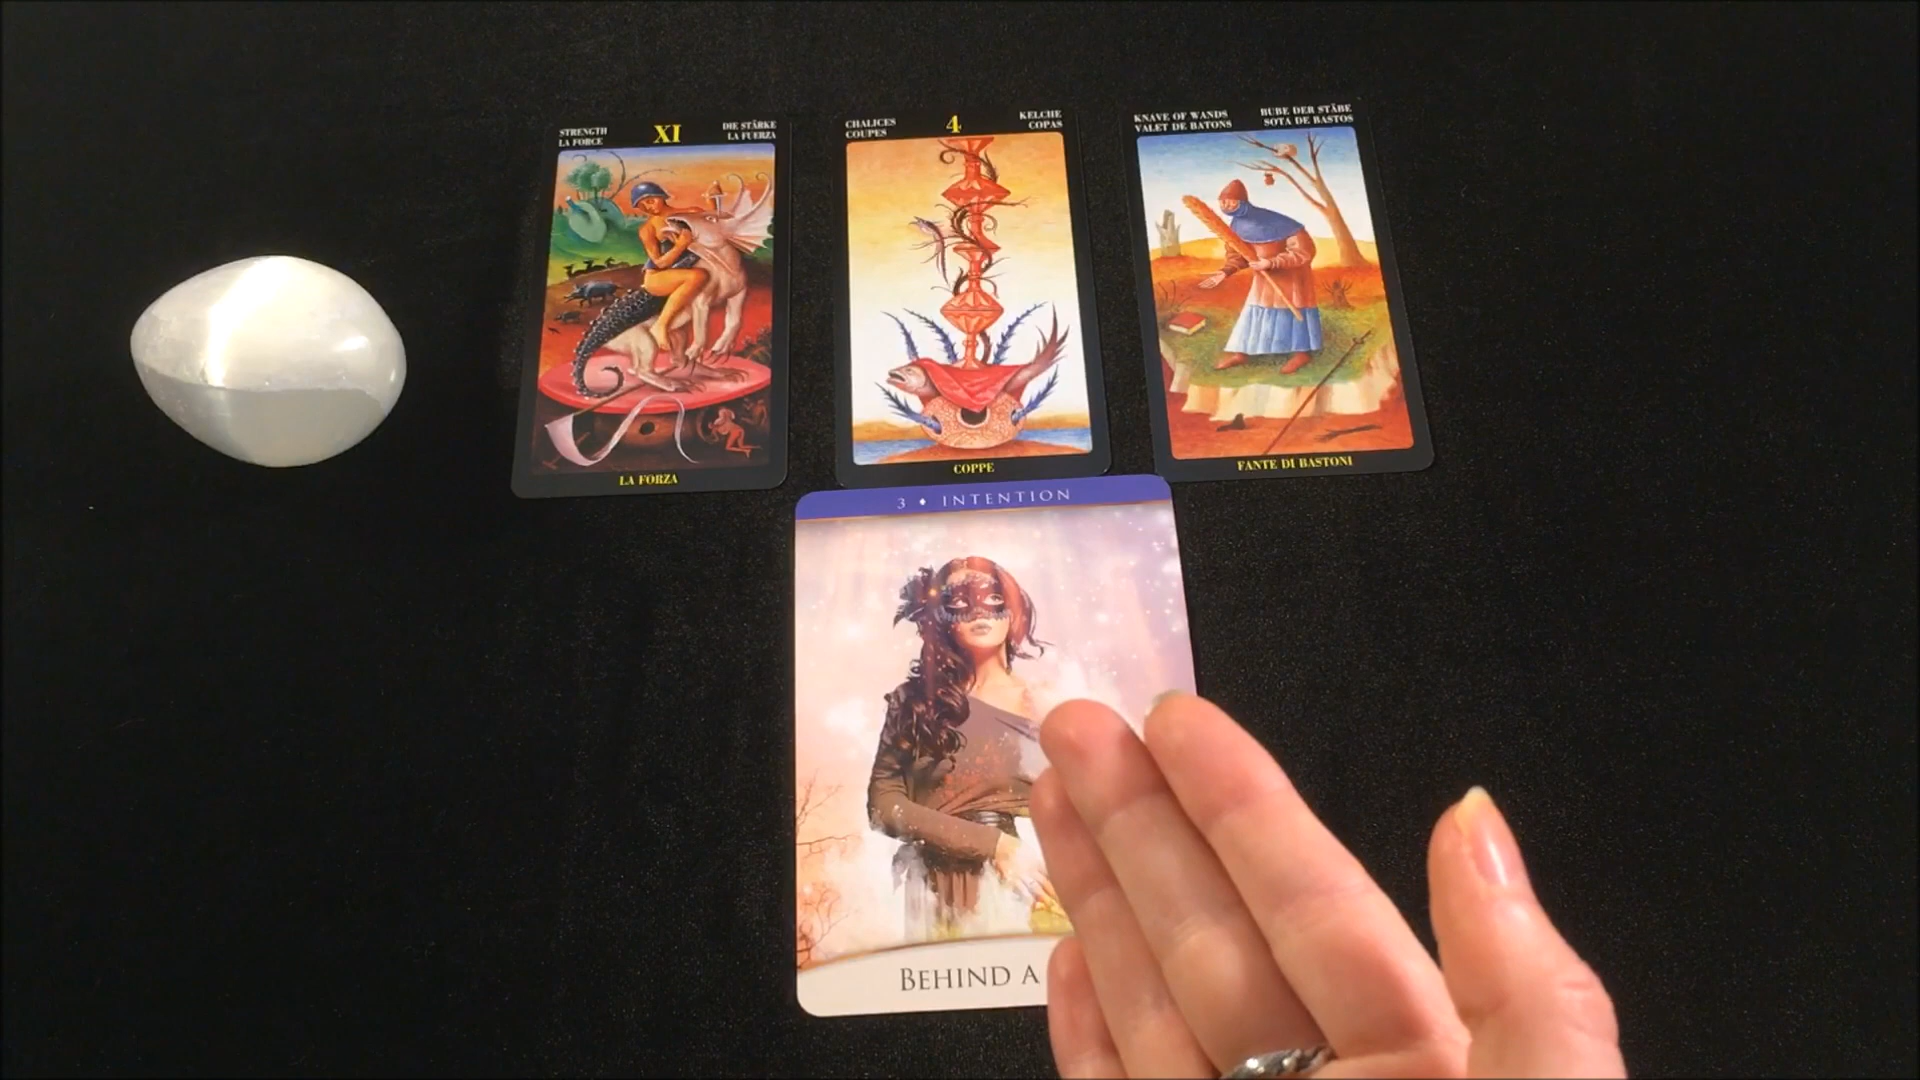 STRENGTH
LA FORCE
XI
DIE STÄRKE
LA FUERZA
LA FORZA
CHALICES
COUPES
4
KELCHE
COPAS
COPPE
KNAVE OF WANDS
VALET DE BATONS
BUBE DER STÄBE
SOTA DE BASTOS
FANTE DI BASTONI
3 ♦ INTENTION
BEHIND A